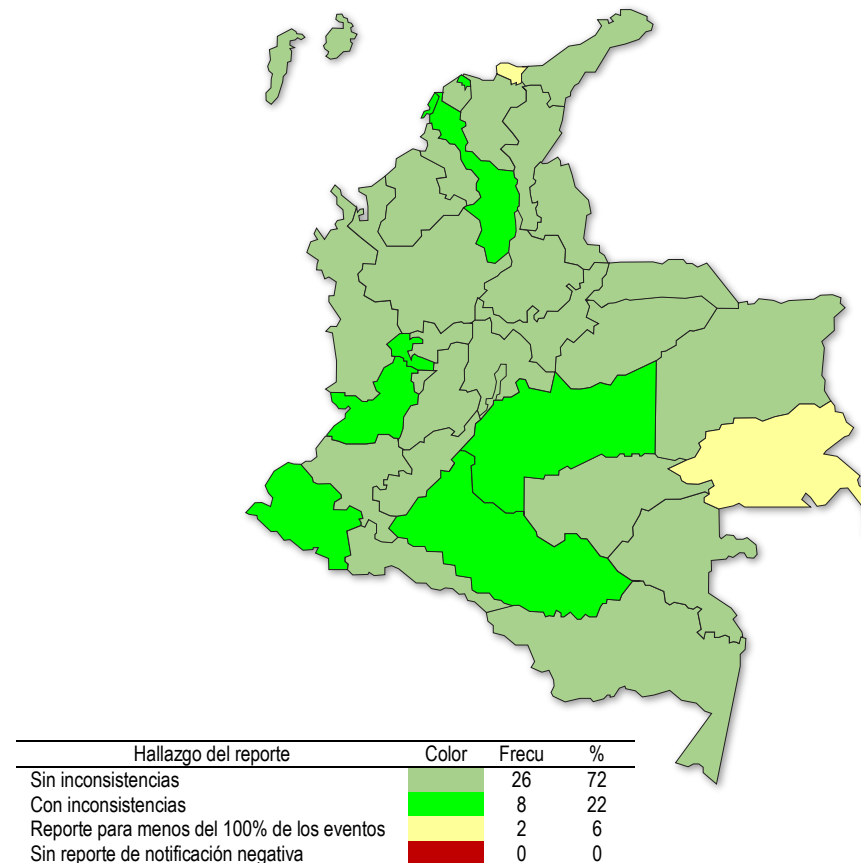 Hallazgo del reporte Color Frecu %
Sin inconsistencias 26 72
Con inconsistencias 8 22
Reporte para menos del 100% de los eventos 2 6
Sin reporte de notificación negativa 0 0